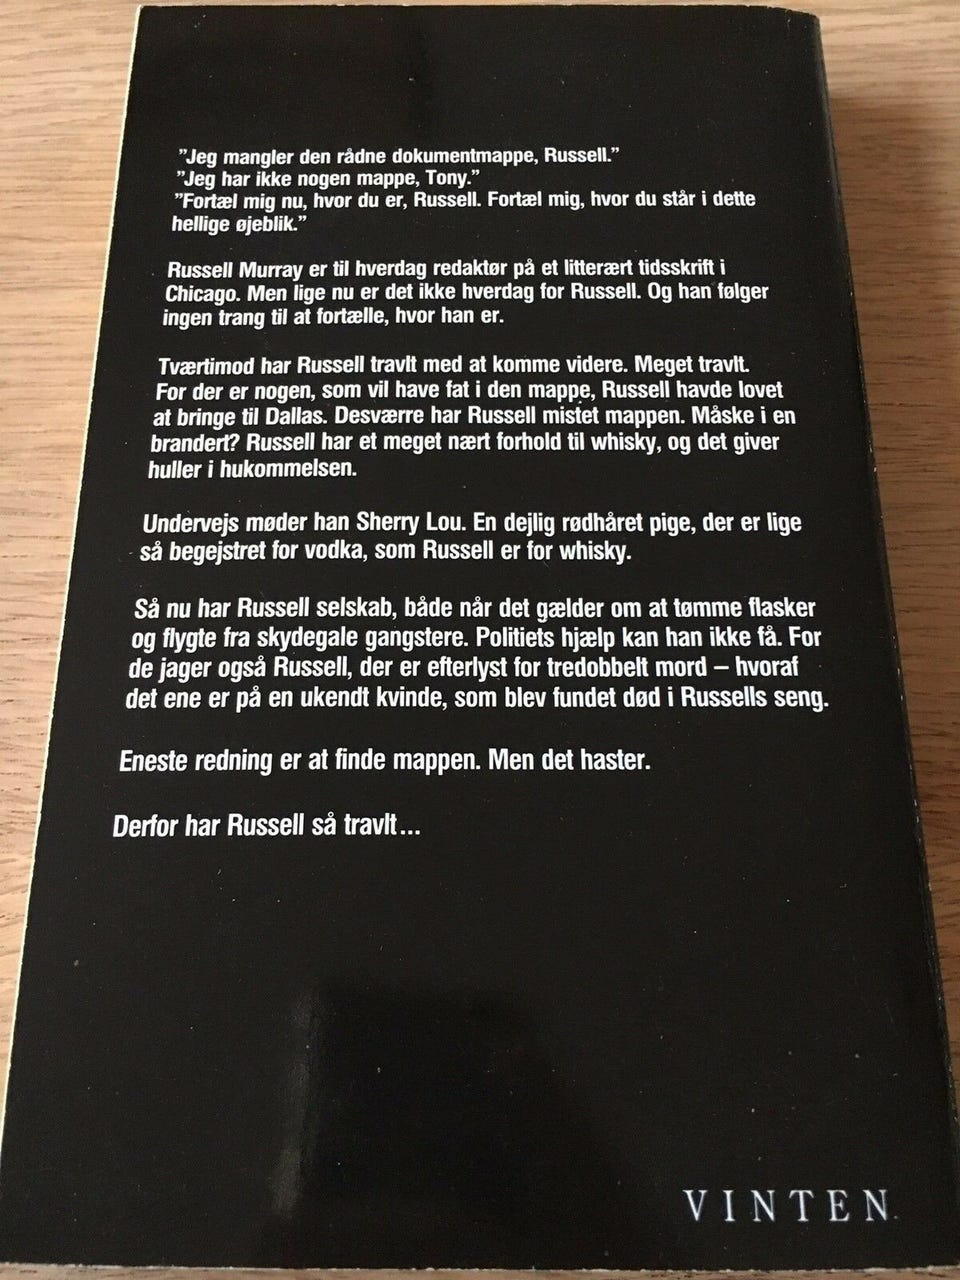 ”Jeg mangler den rådne dokumentmappe, Russell.”
”Jeg har ikke nogen mappe, Tony.”
”Fortæl mig nu, hvor du er, Russell. Fortæl mig, hvor du står i dette
hellige øjeblik.”
Russell Murray er til hverdag redaktør på et litterært tidsskrift i
Chicago. Men lige nu er det ikke hverdag for Russell. Og han følger
ingen trang til at fortælle, hvor han er.
Tværtimod har Russell travlt med at komme videre. Meget travlt.
For der er nogen, som vil have fat i den mappe, Russell havde lovet
at bringe til Dallas. Desværre har Russell mistet mappen. Måske i en
brandert? Russell har et meget nært forhold til whisky, og det giver
huller i hukommelsen.
Undervejs møder han Sherry Lou. En dejlig rødhåret pige, der er lige
så begejstret for vodka, som Russell er for whisky.
Så nu har Russell selskab, både når det gælder om at tømme flasker
og flygte fra skydegale gangstere. Politiets hjælp kan han ikke få. For
de jager også Russell, der er efterlyst for tredobbelt mord – hvoraf
det ene er på en ukendt kvinde, som blev fundet død i Russells seng.
Eneste redning er at finde mappen. Men det haster.
Derfor har Russell så travlt...
VINTEN